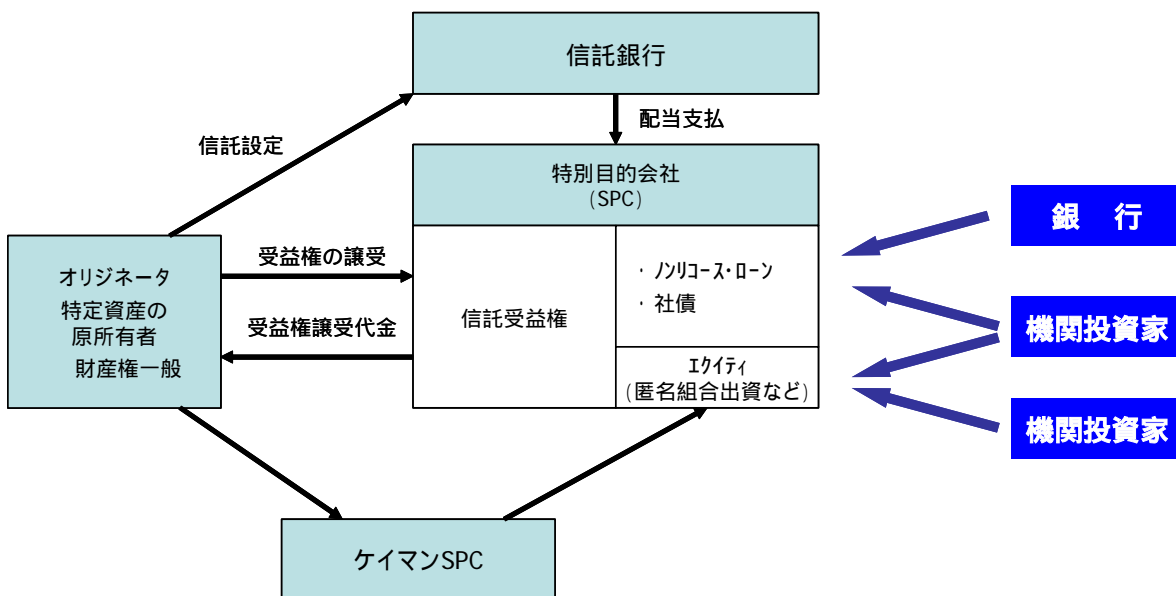 信託銀行
配当支払
信託設定
特別目的会社
(SPC)
銀 行
オリジネータ
特定資産の
原所有者
財産権一般
受益権の譲受
受益権譲受代金
信託受益権
・ ﾉﾝﾘｺｰｽ・ﾛｰﾝ
・ 社債
ｴｸｲﾃｨ
(匿名組合出資など)
機関投資家
機関投資家
ケイマンSPC